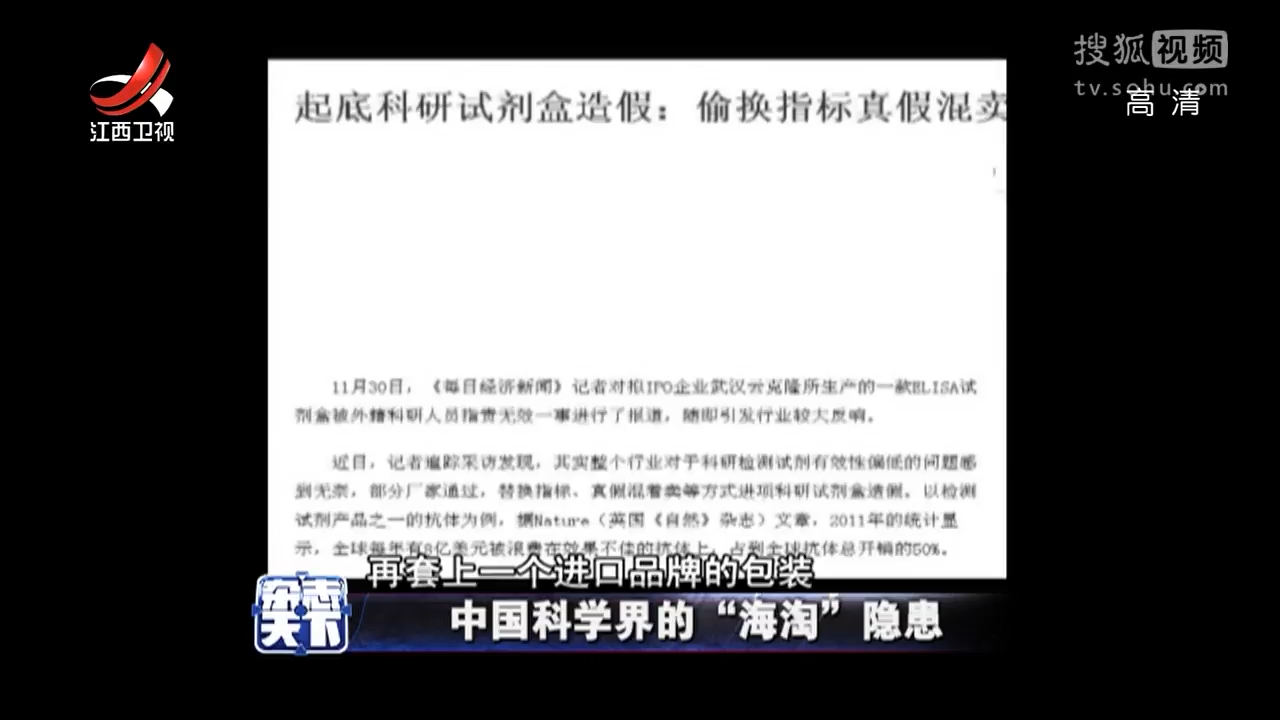 江西卫视
搜狐视频
tv.sohu.com
高清
起底科研试剂盒造假：偷换指标真假混卖
11月30日，《每日经济新闻》记者对拟IPO企业武汉云克隆所生产的一款ELISA试
剂盒被外籍科研人员指责无效一事进行了报道，随即引发行业较大反响。
近日，记者追踪采访发现，其实整个行业对于科研检测试剂有效性偏低的问题感
到无奈，部分厂家通过，替换指标、真假混着卖等方式进项科研试剂盒造假。以检测
试剂产品之一的抗体为例，据Nature（英国《自然》杂志）文章，2011年的统计显
示，全球每年有8亿美元被浪费在效果不佳的抗体上，占到全球抗体总开销的50%。
再套上一个进口品牌的包装
杂志
天下
中国科学界的“海淘”隐患